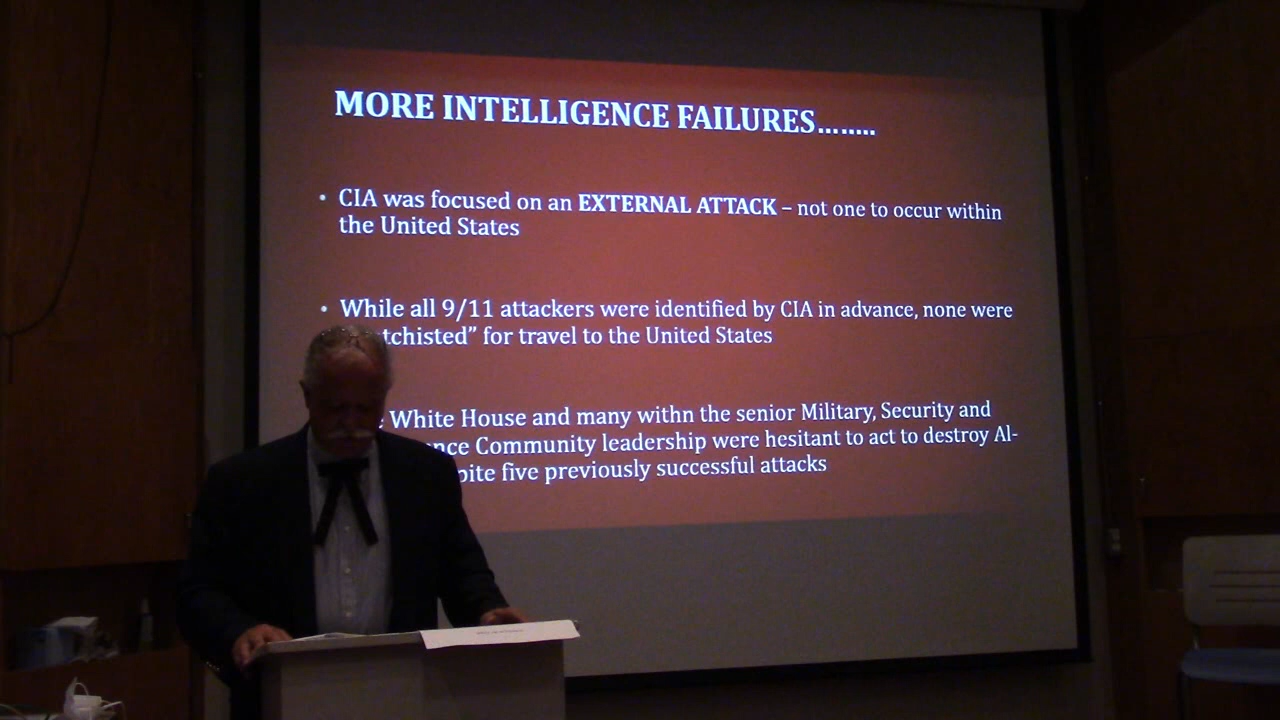 MORE INTELLIGENCE FAILURES........
• CIA was focused on an EXTERNAL ATTACK – not one to occur within
the United States
• While all 9/11 attackers were identified by CIA in advance, none were
tchisted” for travel to the United States
White House and many withn the senior Military, Security and
nce Community leadership were hesitant to act to destroy Al-
pite five previously successful attacks